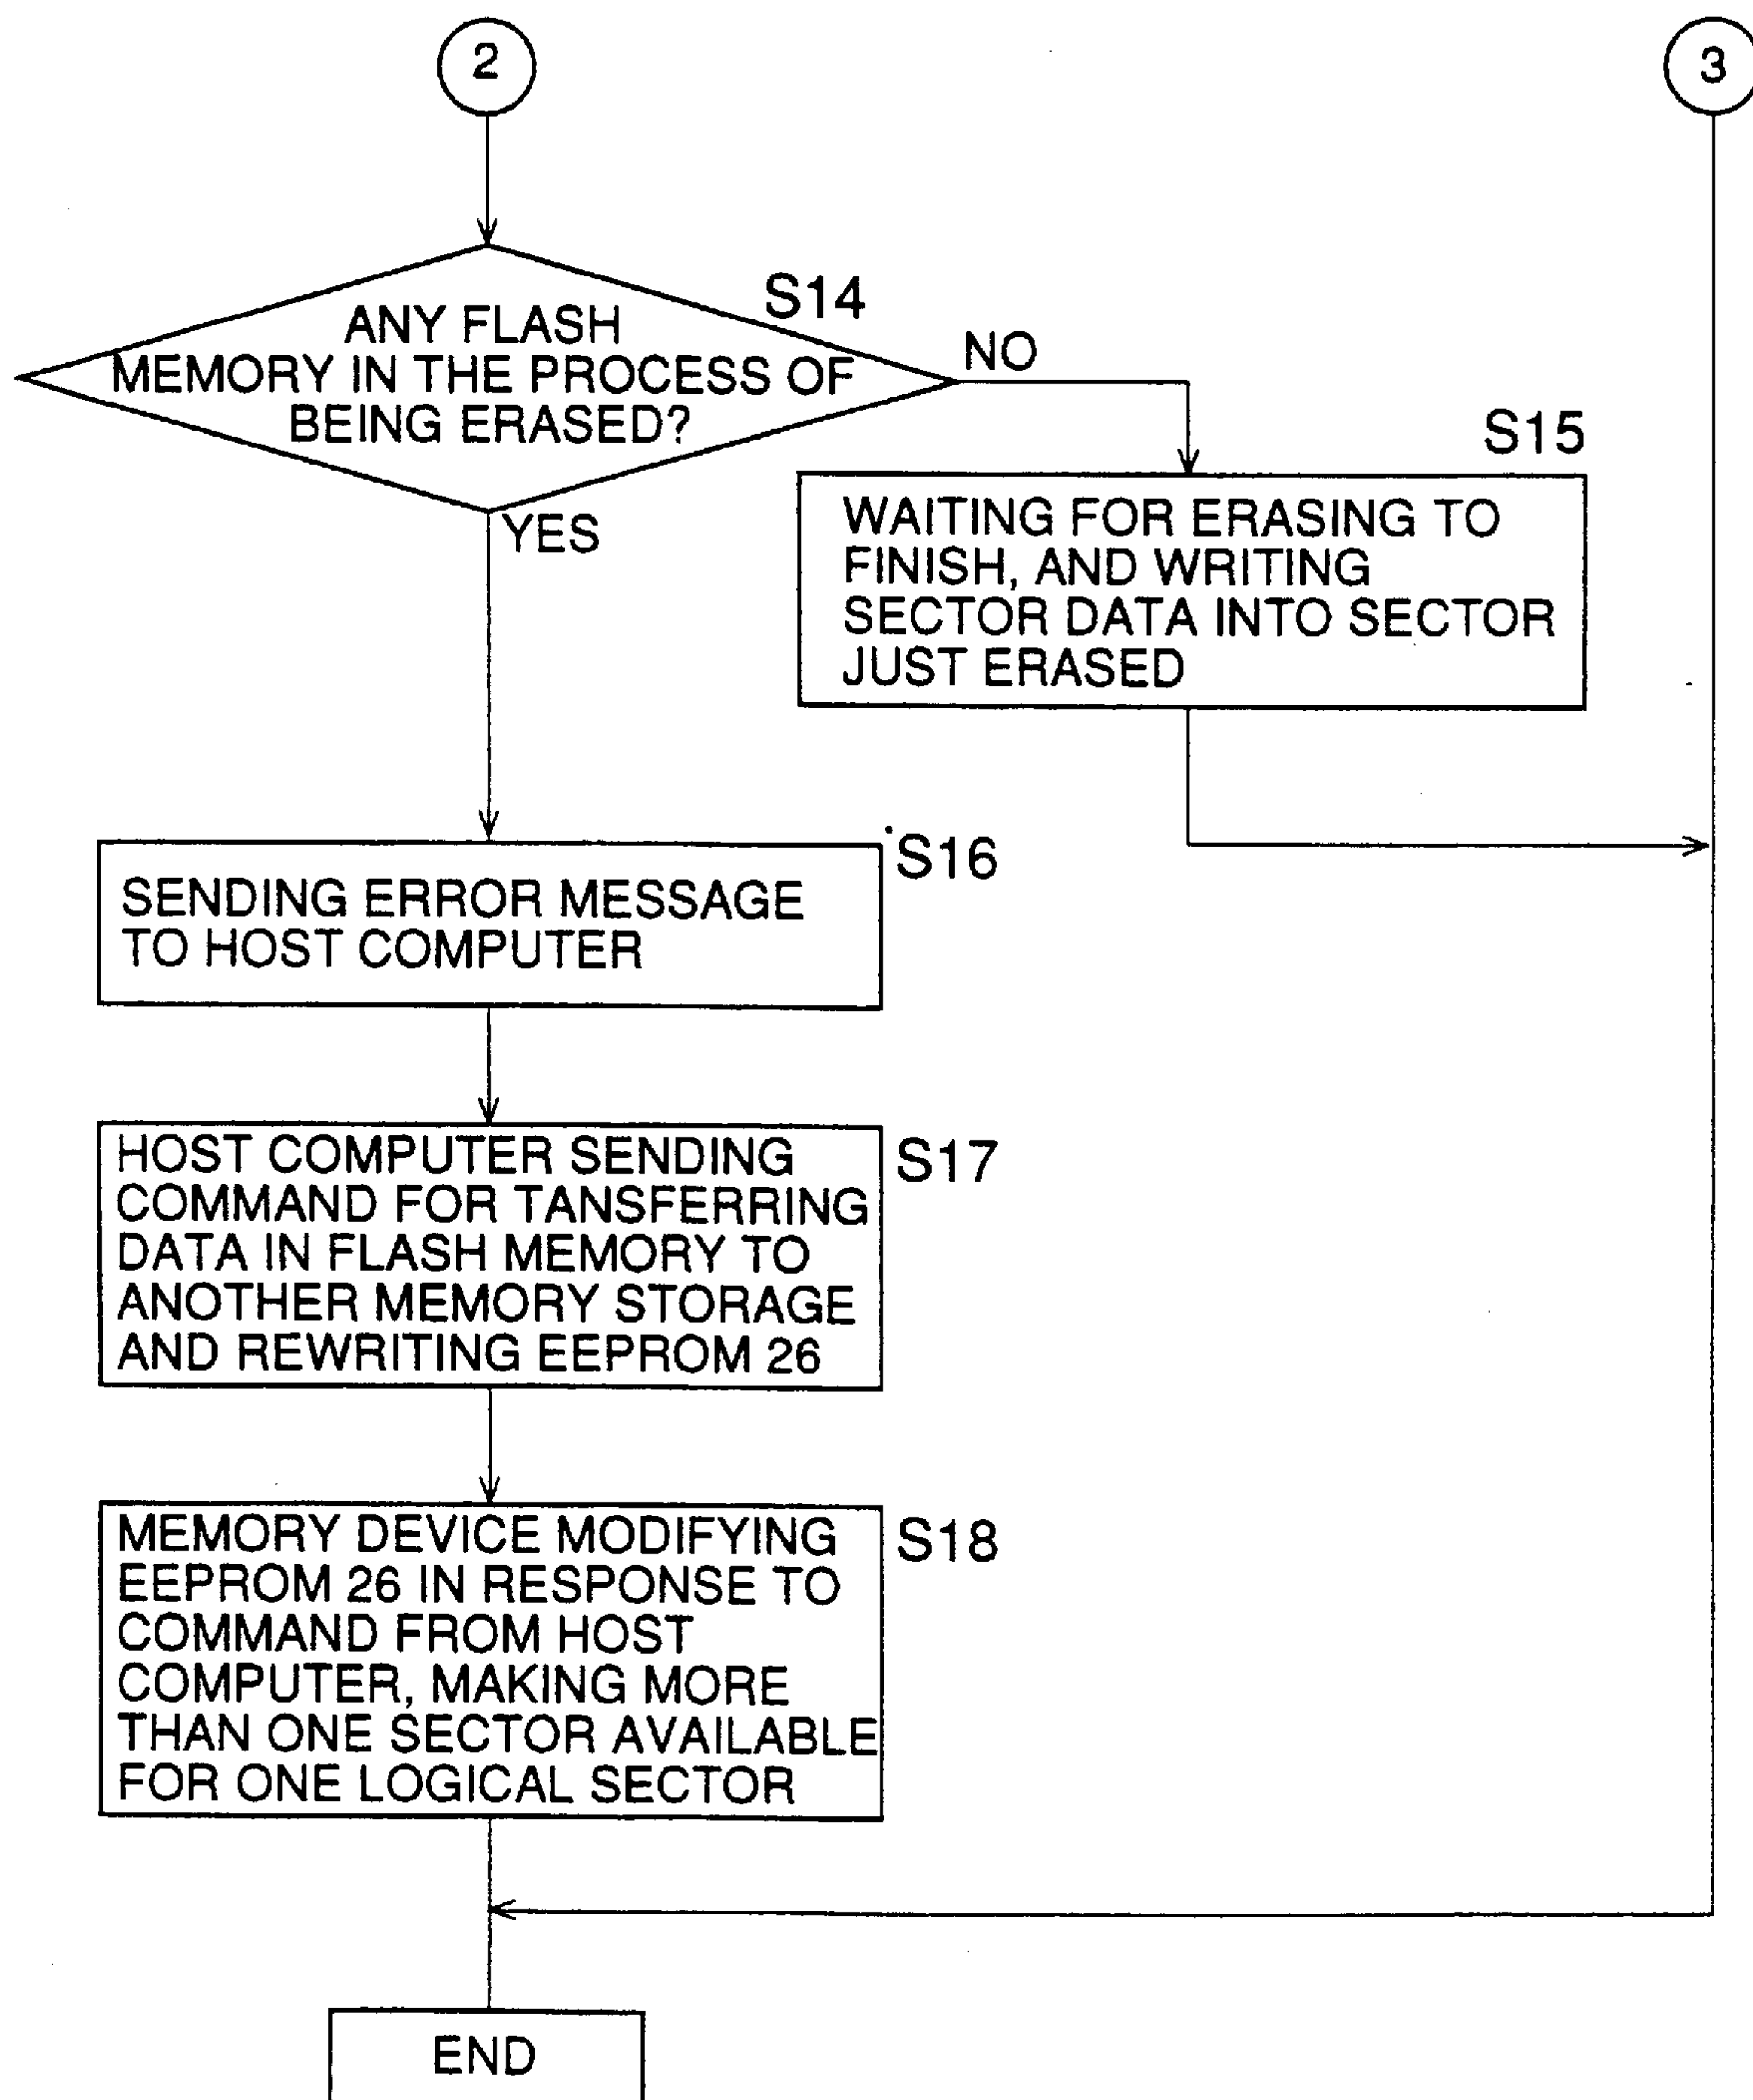 2
3
S14
ANY FLASH
MEMORY IN THE PROCESS OF
BEING ERASED?
NO
YES
S15
WAITING FOR ERASING TO
FINISH, AND WRITING
SECTOR DATA INTO SECTOR
JUST ERASED
S16
SENDING ERROR MESSAGE
TO HOST COMPUTER
S17
HOST COMPUTER SENDING
COMMAND FOR TANSFERRING
DATA IN FLASH MEMORY TO
ANOTHER MEMORY STORAGE
AND REWRITING EEPROM 26
S18
MEMORY DEVICE MODIFYING
EEPROM 26 IN RESPONSE TO
COMMAND FROM HOST
COMPUTER, MAKING MORE
THAN ONE SECTOR AVAILABLE
FOR ONE LOGICAL SECTOR
END